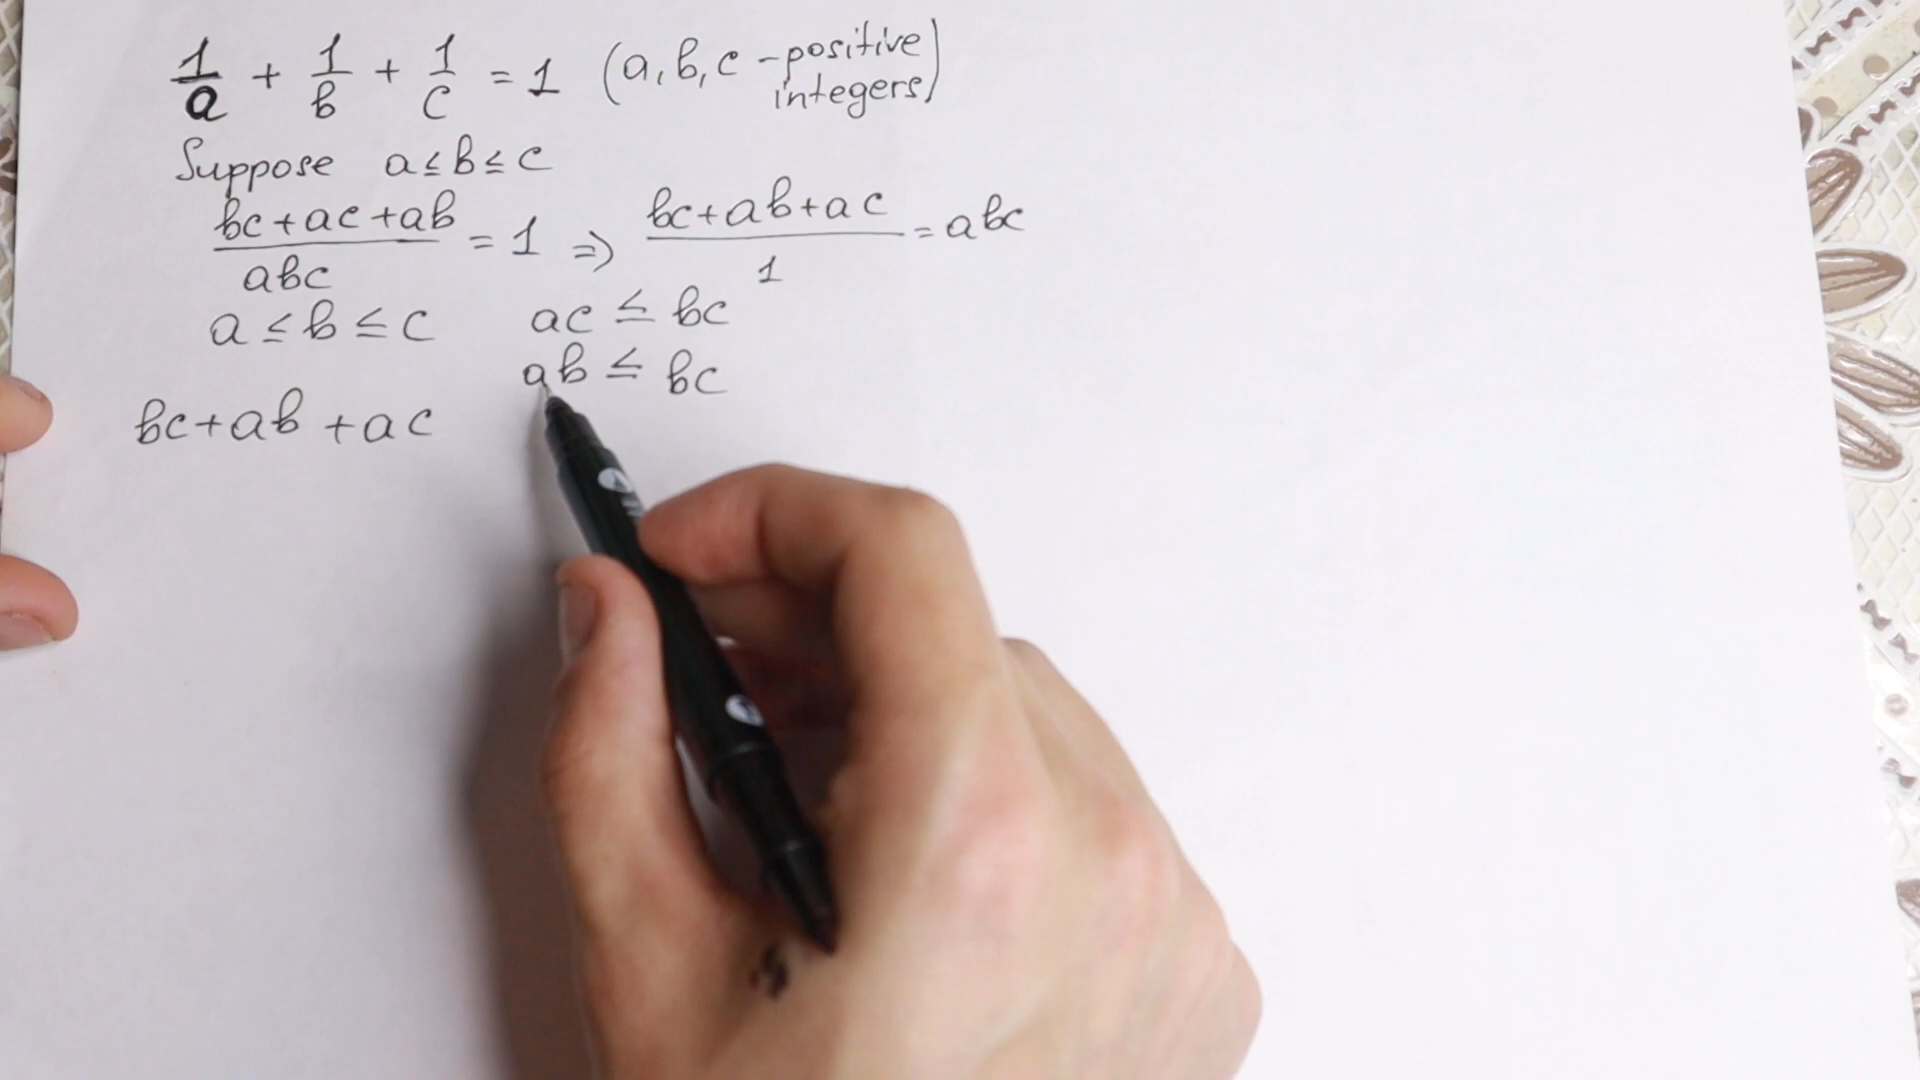 1/a + 1/b + 1/c = 1 (a, b, c - positive integers)
Suppose a ≤ b ≤ c
(bc + ac + ab)/abc = 1 ⇒ (bc + ab + ac)/1 = abc
a ≤ b ≤ c ac ≤ bc
ab ≤ bc
bc + ab + ac